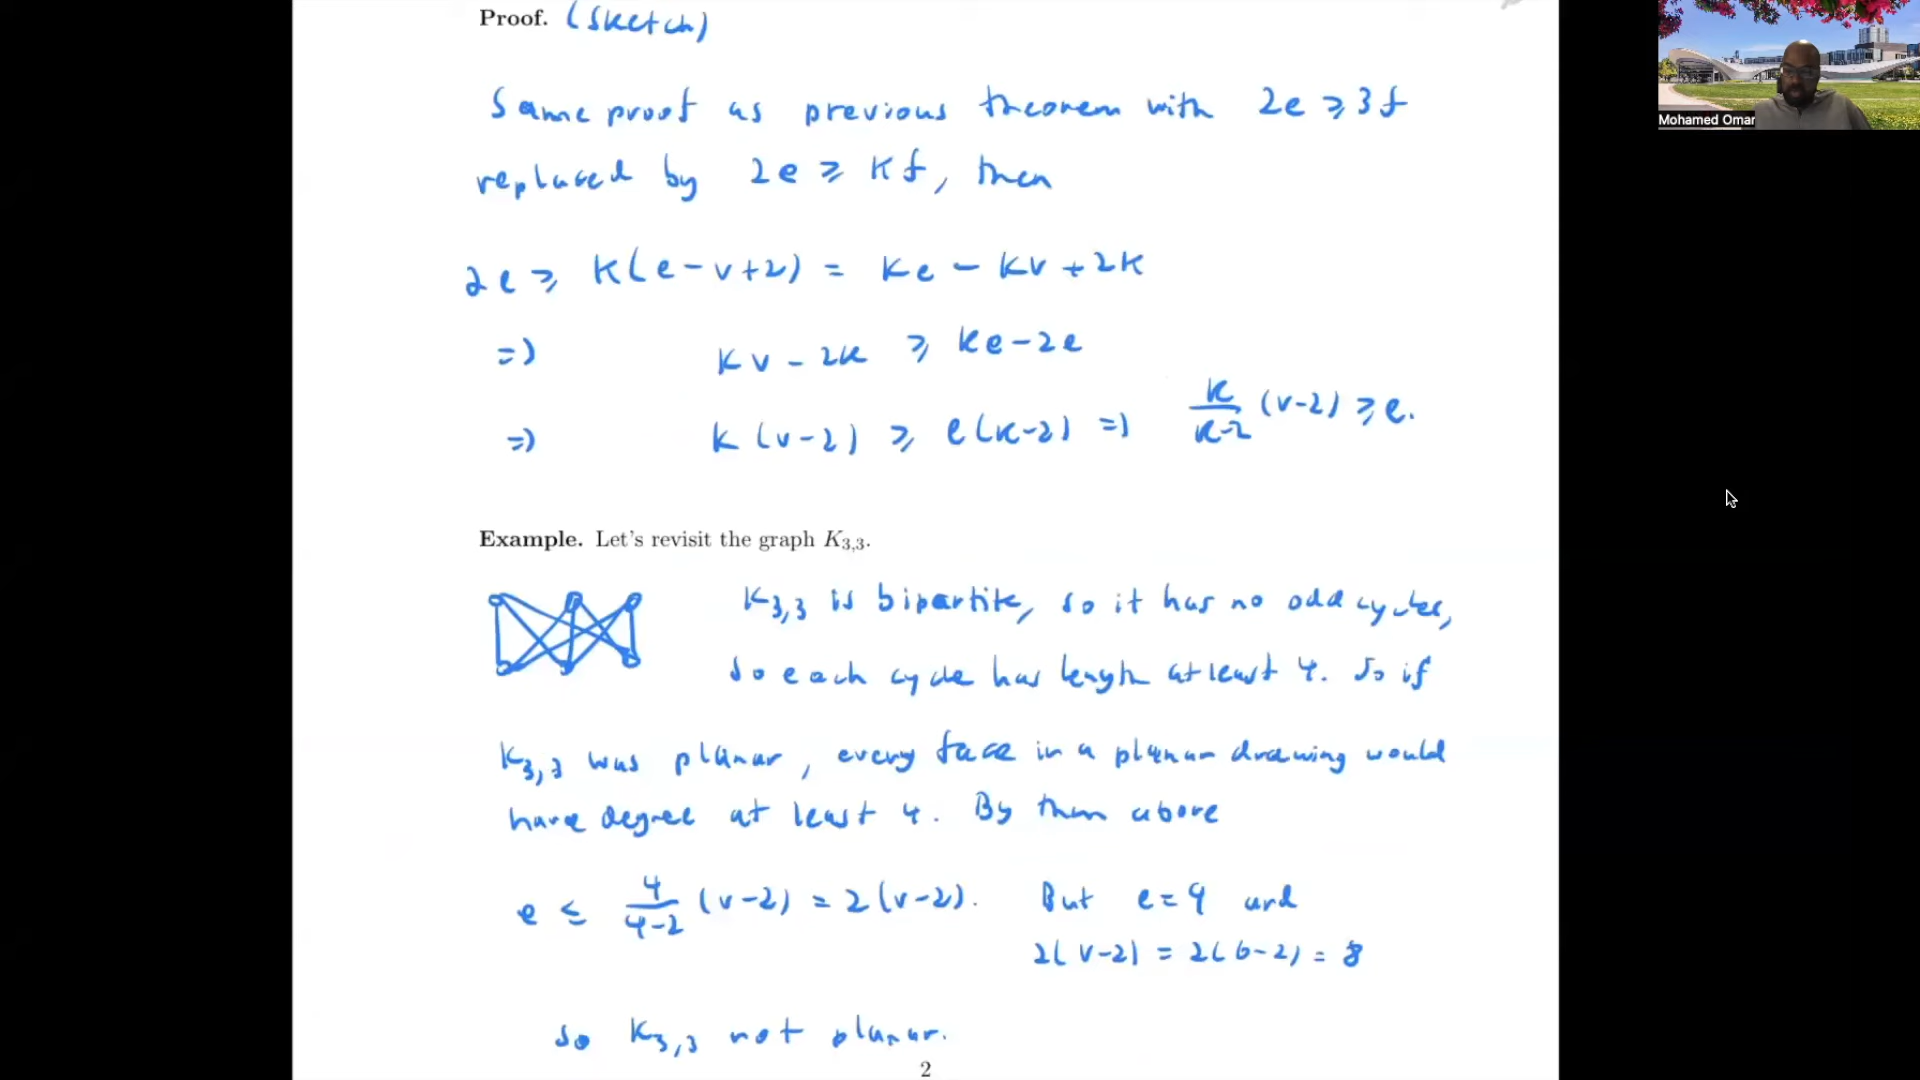 Proof. (sketch)
Same proof as previous theorem with 2e ≥ 3f
replaced by 2e ≥ kf, then
2e ≥ k(e-v+2) = ke - kv + 2k
=> kv - 2k ≥ ke - 2e
=> k(v-2) ≥ e(k-2) => k/(k-2) (v-2) ≥ e.
Example. Let's revisit the graph K3,3.
K3,3 is bipartite, so it has no odd cycles,
so each cycle has length at least 4. So if
K3,3 was planar, every face in a planar drawing would
have degree at least 4. By thm above
e ≤ 4/(4-2) (v-2) = 2(v-2). But e=9 and
2(v-2) = 2(6-2) = 8
so K3,3 not planar.
2
Mohamed Omar